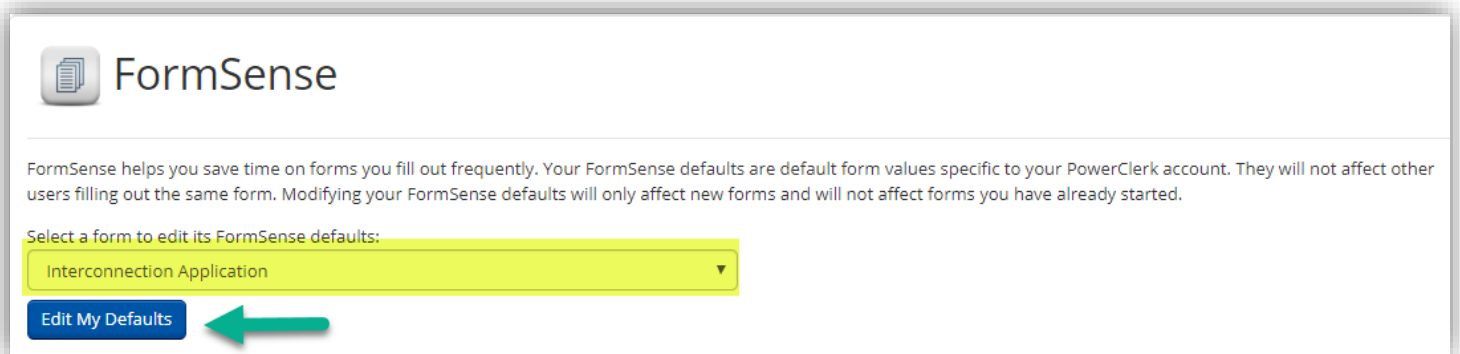 FormSense
FormSense helps you save time on forms you fill out frequently. Your FormSense defaults are default form values specific to your PowerClerk account. They will not affect other
users filling out the same form. Modifying your FormSense defaults will only affect new forms and will not affect forms you have already started.
Select a form to edit its FormSense defaults:
Interconnection Application
Edit My Defaults